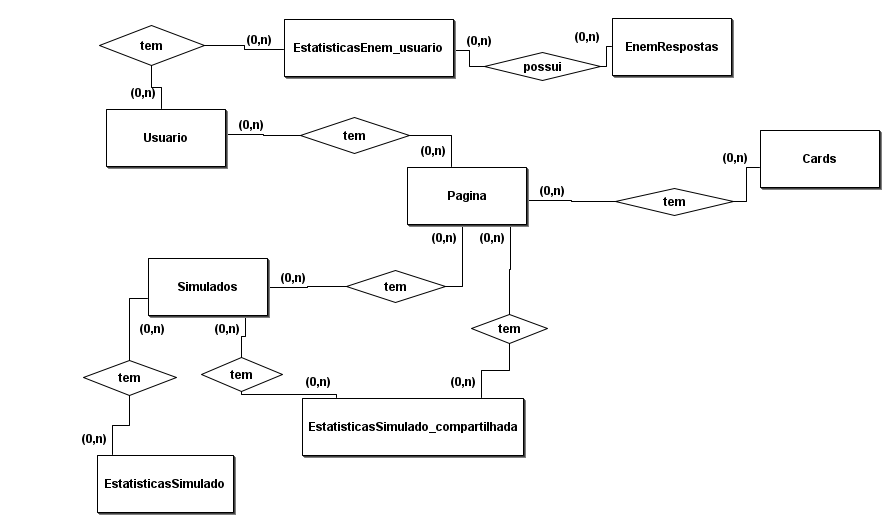 tem
(0,n)
EstatisticasEnem_usuario
(0,n)
possui
(0,n)
EnemRespostas
(0,n)
Usuario
(0,n)
tem
(0,n)
Pagina
(0,n)
tem
(0,n)
Cards
(0,n)
(0,n)
Simulados
(0,n)
tem
(0,n)
(0,n)
tem
tem
tem
(0,n)
(0,n)
EstatisticasSimulado_compartilhada
(0,n)
EstatisticasSimulado